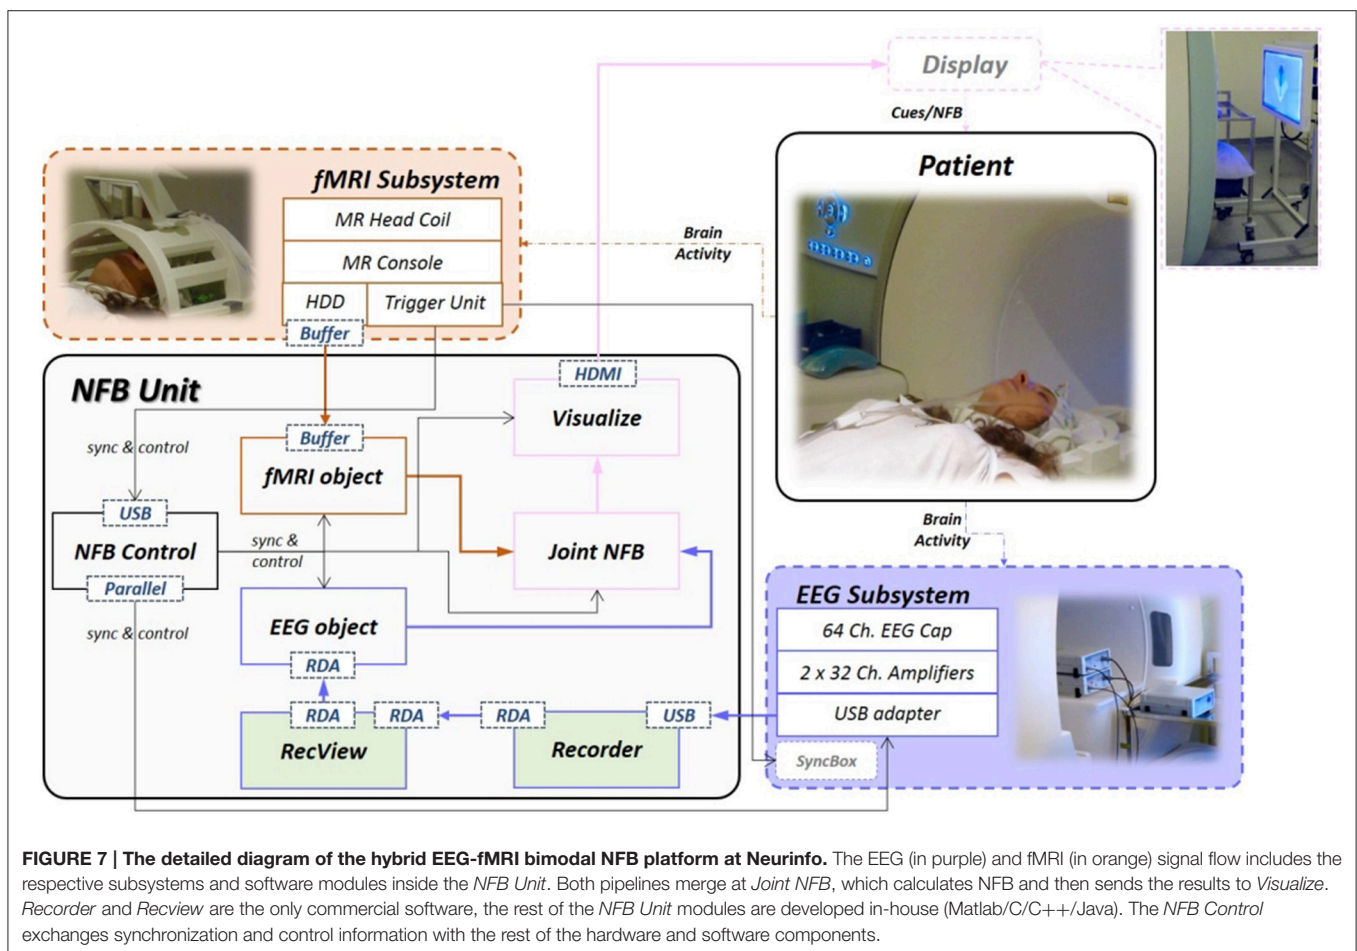 Display
Cues/NFB
Patient
fMRI Subsystem
MR Head Coil
MR Console
HDD
Trigger Unit
Buffer
Brain
Activity
NFB Unit
HDMI
Visualize
sync & control
Buffer
fMRI object
USB
NFB Control
Parallel
sync &
control
Joint NFB
sync & control
EEG object
RDA
Brain
Activity
EEG Subsystem
64 Ch. EEG Cap
2 x 32 Ch. Amplifiers
USB adapter
SyncBox
RDA
RDA
RecView
RDA
USB
Recorder
FIGURE 7 | The detailed diagram of the hybrid EEG-fMRI bimodal NFB platform at Neurinfo. The EEG (in purple) and fMRI (in orange) signal flow includes the
respective subsystems and software modules inside the NFB Unit. Both pipelines merge at Joint NFB, which calculates NFB and then sends the results to Visualize.
Recorder and Recview are the only commercial software, the rest of the NFB Unit modules are developed in-house (Matlab/C/C++/Java). The NFB Control
exchanges synchronization and control information with the rest of the hardware and software components.